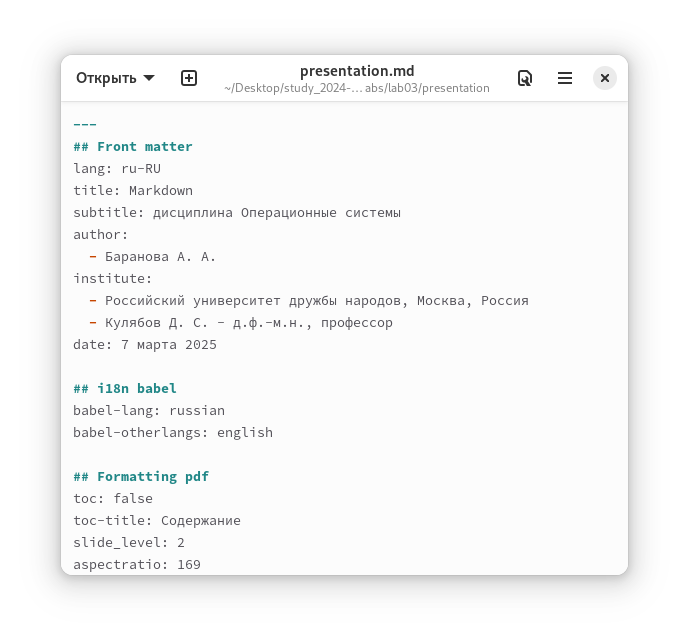 Открыть
presentation.md
~/Desktop/study_2024-… abs/lab03/presentation
---
## Front matter
lang: ru-RU
title: Markdown
subtitle: дисциплина Операционные системы
author:
  - Баранова А. А.
institute:
  - Российский университет дружбы народов, Москва, Россия
  - Кулябов Д. С. - д.ф.-м.н., профессор
date: 7 марта 2025
## i18n babel
babel-lang: russian
babel-otherlangs: english
## Formatting pdf
toc: false
toc-title: Содержание
slide_level: 2
aspectratio: 169